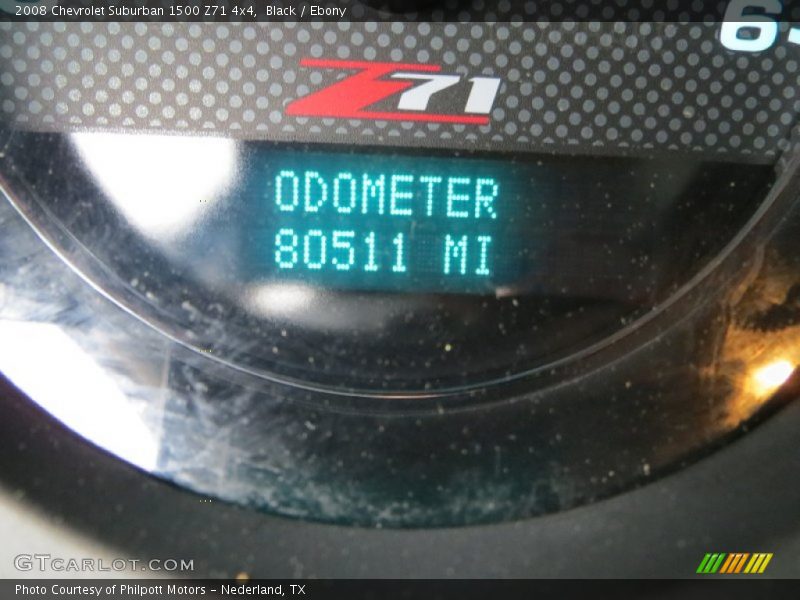 2008 Chevrolet Suburban 1500 Z71 4x4, Black / Ebony
Z71
ODOMETER
80511 MI
GTCARLOT.COM
Photo Courtesy of Philpott Motors - Nederland, TX